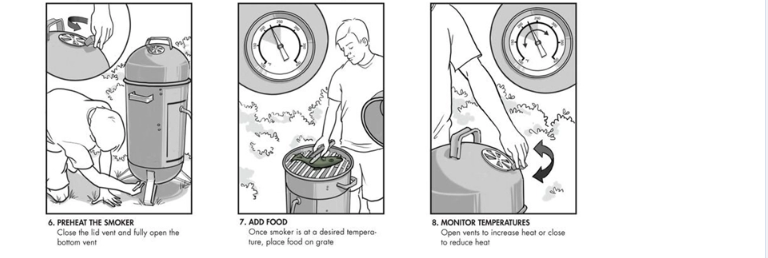 6. PREHEAT THE SMOKER
Close the lid vent and fully open the
bottom vent
7. ADD FOOD
Once smoker is at a desired tempera-
ture, place food on grate
8. MONITOR TEMPERATURES
Open vents to increase heat or close
to reduce heat